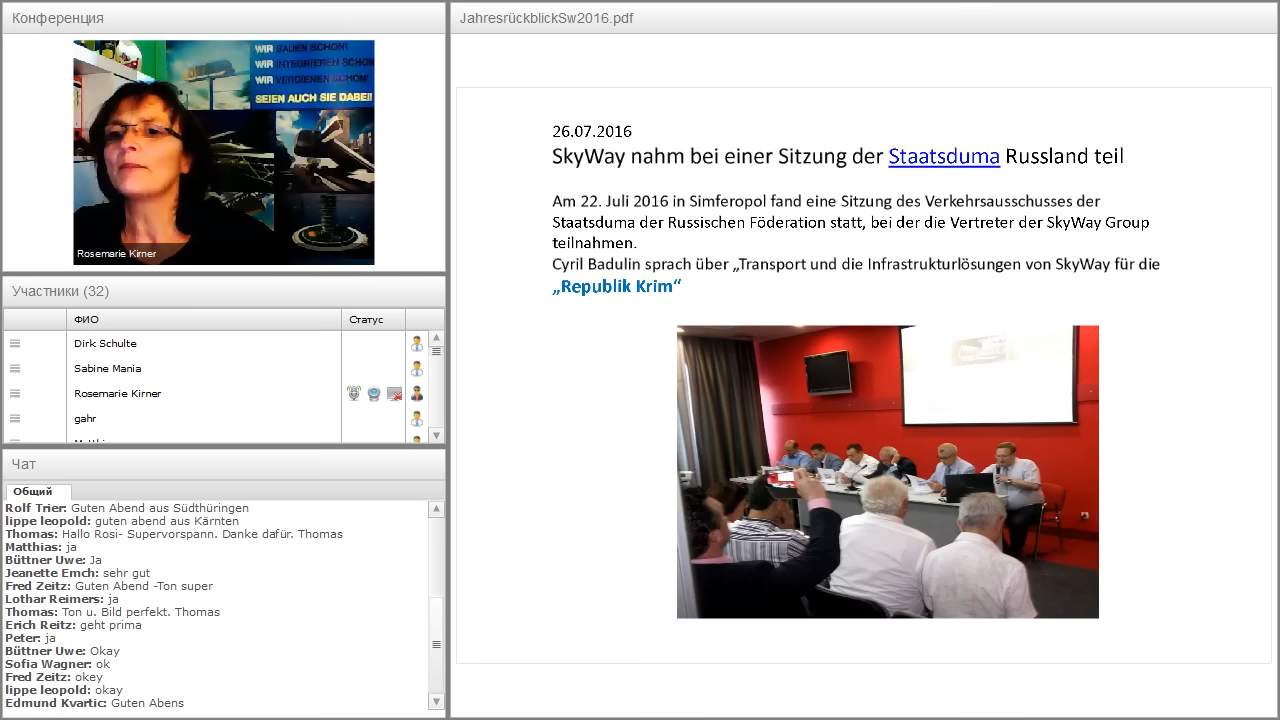 Конференция
WIR BAUEN SCHON!
WIR INTEGRIEREN SCHON
WIR VERDIENEN SCHON!
SEIEN AUCH SIE DABEI!
Rosemarie Kirner
Участники (32)
ФИО Статус
Dirk Schulte
Sabine Mania
Rosemarie Kirner
gahr
Чат
Общий
Rolf Trier: Guten Abend aus Südthüringen
lippe leopold: guten abend aus Kärnten
Thomas: Hallo Rosi- Supervorspann. Danke dafür. Thomas
Matthias: ja
Büttner Uwe: Ja
Jeanette Emch: sehr gut
Fred Zeitz: Guten Abend -Ton super
Lothar Reimers: ja
Thomas: Ton u. Bild perfekt. Thomas
Erich Reitz: geht prima
Peter: ja
Büttner Uwe: Okay
Sofia Wagner: ok
Fred Zeitz: okey
lippe leopold: okay
Edmund Kvartic: Guten Abens
JahresrückblickSw2016.pdf
26.07.2016
SkyWay nahm bei einer Sitzung der Staatsduma Russland teil
Am 22. Juli 2016 in Simferopol fand eine Sitzung des Verkehrsausschusses der
Staatsduma der Russischen Föderation statt, bei der die Vertreter der SkyWay Group
teilnahmen.
Cyril Badulin sprach über „Transport und die Infrastrukturlösungen von SkyWay für die
„Republik Krim“